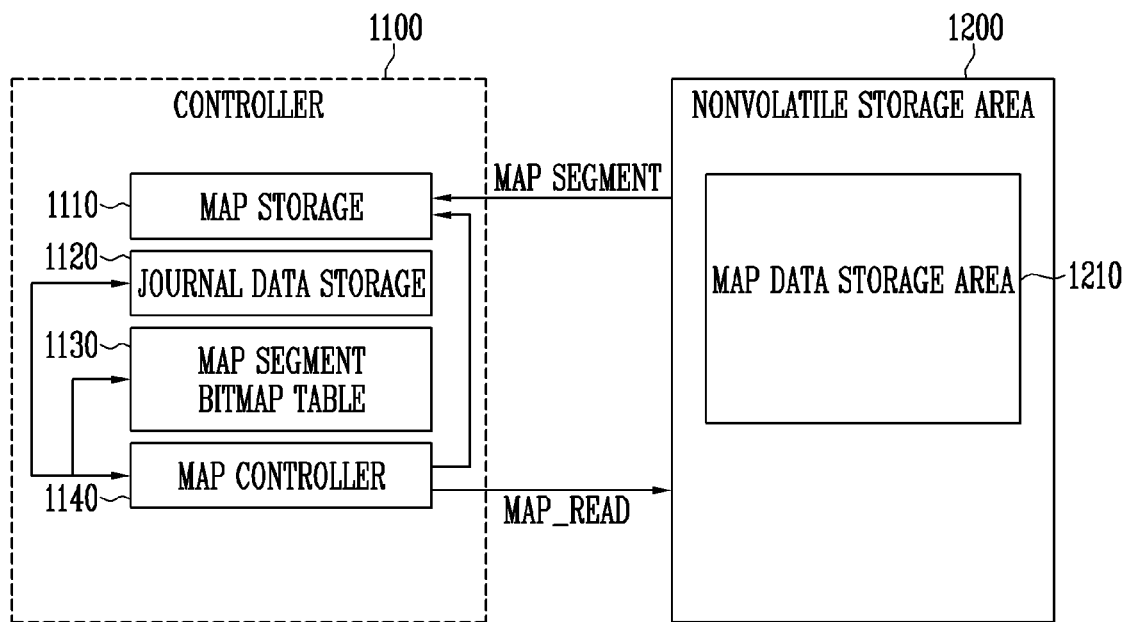 1100
1200
CONTROLLER
NONVOLATILE STORAGE AREA
MAP SEGMENT
1110
MAP STORAGE
1120
JOURNAL DATA STORAGE
MAP DATA STORAGE AREA
1210
1130
MAP SEGMENT
BITMAP TABLE
MAP CONTROLLER
1140
MAP_READ